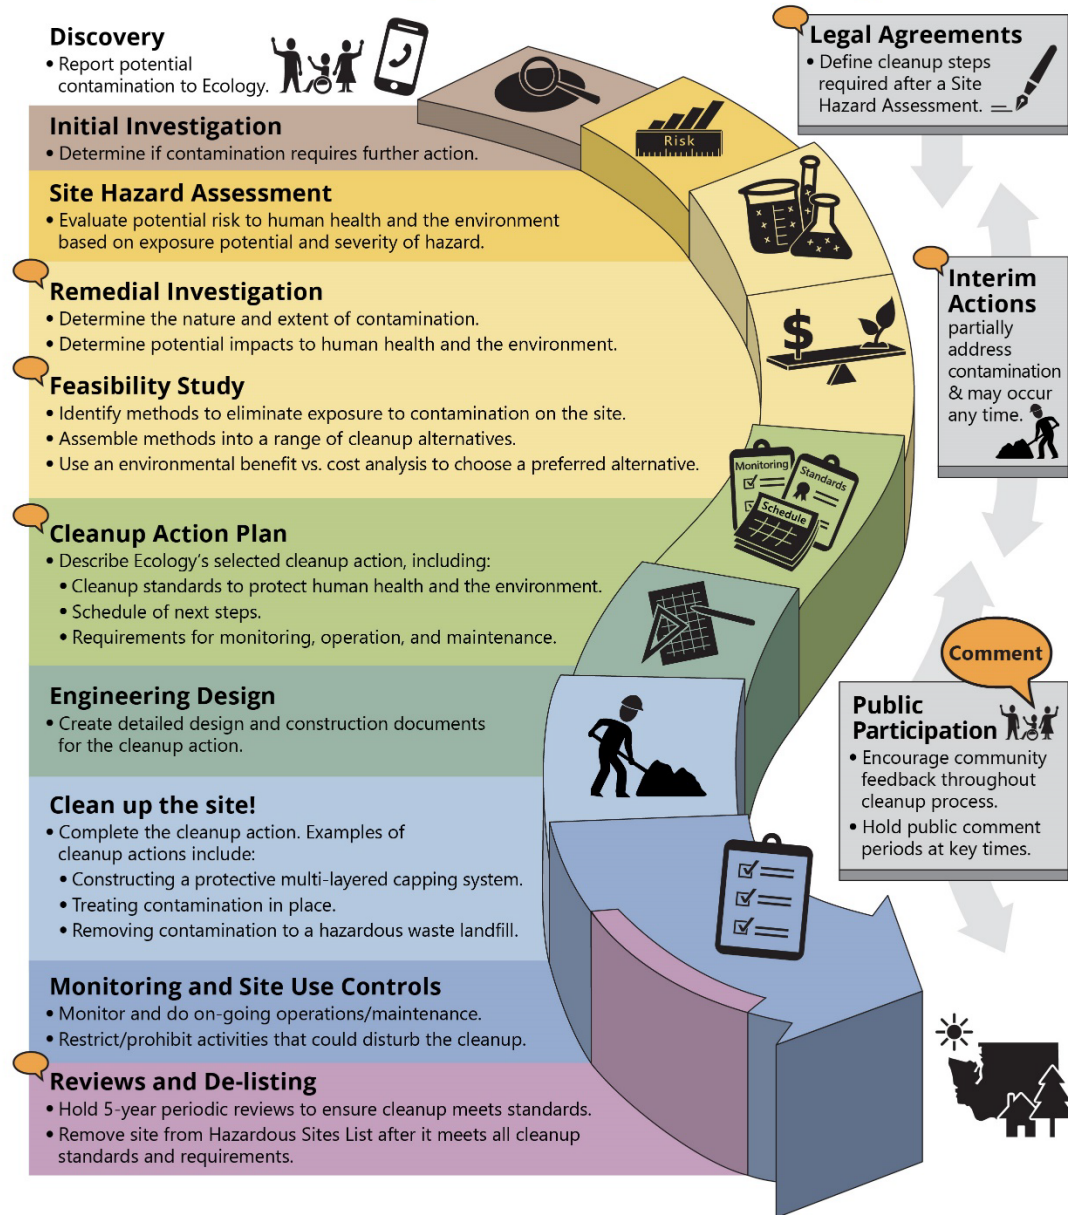 Discovery
• Report potential
contamination to Ecology.
Initial Investigation
• Determine if contamination requires further action.
Site Hazard Assessment
• Evaluate potential risk to human health and the environment
based on exposure potential and severity of hazard.
Remedial Investigation
• Determine the nature and extent of contamination.
• Determine potential impacts to human health and the environment.
Feasibility Study
• Identify methods to eliminate exposure to contamination on the site.
• Assemble methods into a range of cleanup alternatives.
• Use an environmental benefit vs. cost analysis to choose a preferred alternative.
Cleanup Action Plan
• Describe Ecology's selected cleanup action, including:
• Cleanup standards to protect human health and the environment.
• Schedule of next steps.
• Requirements for monitoring, operation, and maintenance.
Engineering Design
• Create detailed design and construction documents
for the cleanup action.
Clean up the site!
• Complete the cleanup action. Examples of
cleanup actions include:
• Constructing a protective multi-layered capping system.
• Treating contamination in place.
• Removing contamination to a hazardous waste landfill.
Monitoring and Site Use Controls
• Monitor and do on-going operations/maintenance.
• Restrict/prohibit activities that could disturb the cleanup.
Reviews and De-listing
• Hold 5-year periodic reviews to ensure cleanup meets standards.
• Remove site from Hazardous Sites List after it meets all cleanup
standards and requirements.
Risk
$
Monitoring
Standards
Schedule
Legal Agreements
• Define cleanup steps
required after a Site
Hazard Assessment.
Interim
Actions
partially
address
contamination
& may occur
any time.
Comment
Public
Participation
• Encourage community
feedback throughout
cleanup process.
• Hold public comment
periods at key times.